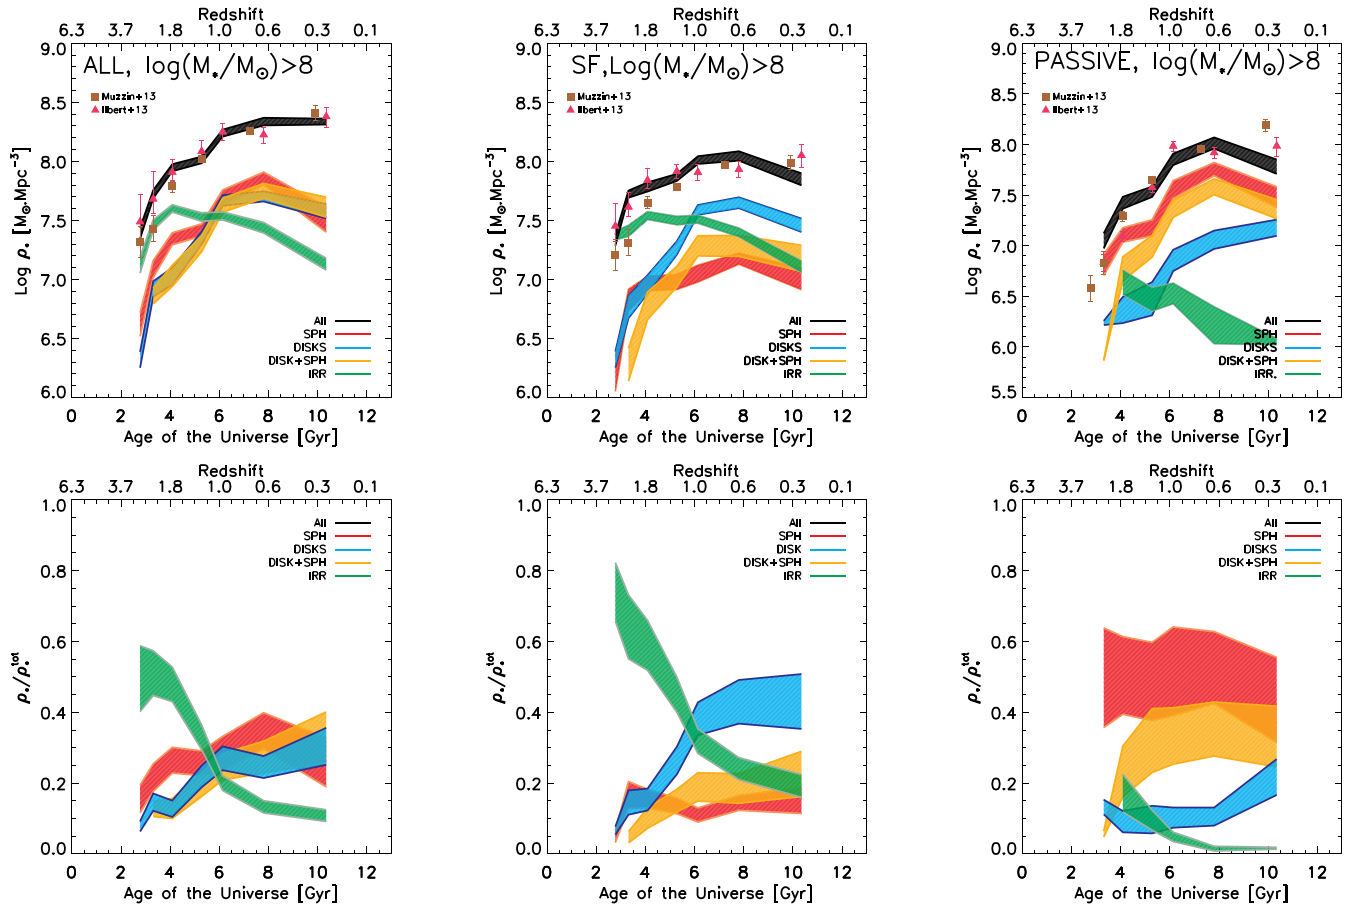 Redshift
6.3 3.7 1.8 1.0 0.6 0.3 0.1
ALL, log(M*/M⊙)>8
Muzzin+13
Ilbert+13
9.0
8.5
8.0
7.5
7.0
6.5
6.0
Log ρ* [M⊙.Mpc⁻³]
All
SPH
DISKS
DISK+SPH
IRR
0 2 4 6 8 10 12
Age of the Universe [Gyr]
Redshift
6.3 3.7 1.8 1.0 0.6 0.3 0.1
SF,Log(M*/M⊙)>8
Muzzin+13
Ilbert+13
9.0
8.5
8.0
7.5
7.0
6.5
6.0
Log ρ* [M⊙.Mpc⁻³]
All
SPH
DISKS
DISK+SPH
IRR
0 2 4 6 8 10 12
Age of the Universe [Gyr]
Redshift
6.3 3.7 1.8 1.0 0.6 0.3 0.1
PASSIVE, log(M*/M⊙)>8
Muzzin+13
Ilbert+13
9.0
8.5
8.0
7.5
7.0
6.5
6.0
5.5
Log ρ* [M⊙.Mpc⁻³]
All
SPH
DISKS
DISK+SPH
IRR.
0 2 4 6 8 10 12
Age of the Universe [Gyr]
Redshift
6.3 3.7 1.8 1.0 0.6 0.3 0.1
1.0
0.8
0.6
0.4
0.2
0.0
ρ*/ρ*tot
All
SPH
DISKS
DISK+SPH
IRR
0 2 4 6 8 10 12
Age of the Universe [Gyr]
Redshift
6.3 3.7 1.8 1.0 0.6 0.3 0.1
1.0
0.8
0.6
0.4
0.2
0.0
ρ*/ρ*tot
All
SPH
DISK
DISK+SPH
IRR
0 2 4 6 8 10 12
Age of the Universe [Gyr]
Redshift
6.3 3.7 1.8 1.0 0.6 0.3 0.1
1.0
0.8
0.6
0.4
0.2
0.0
ρ*/ρ*tot
All
SPH
DISKS
DISK+SPH
IRR
0 2 4 6 8 10 12
Age of the Universe [Gyr]